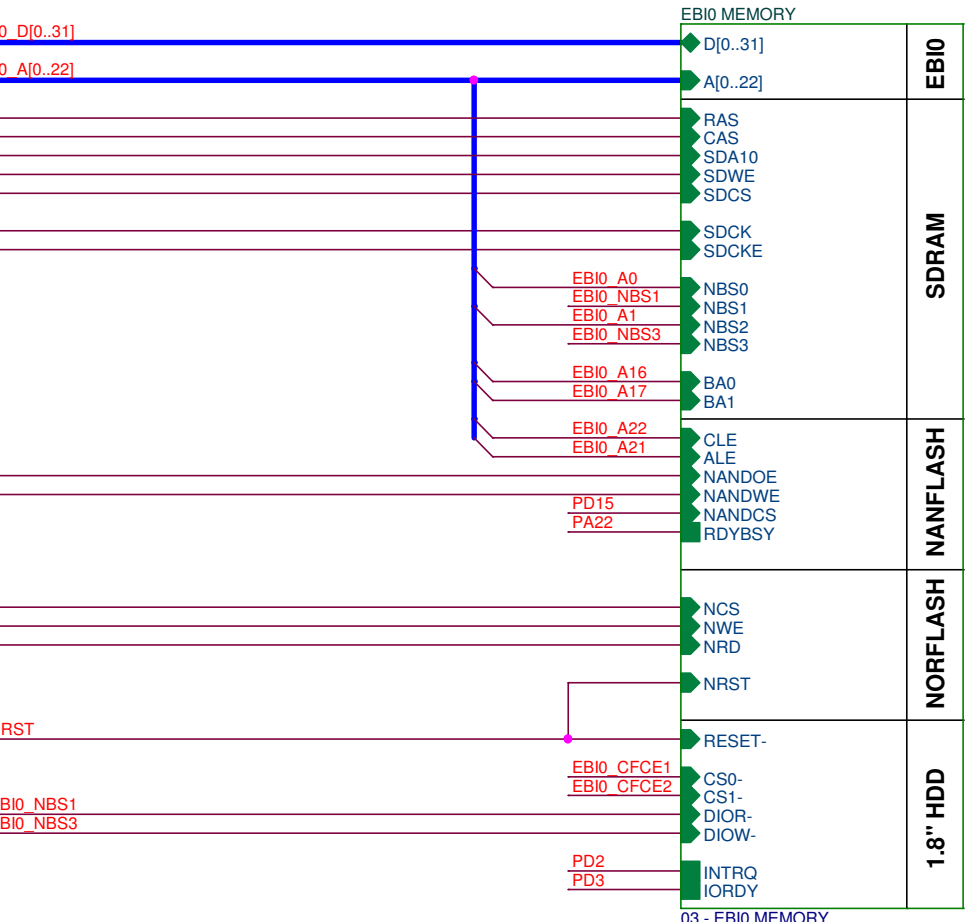 EBI0 MEMORY
0_D[0..31]
D[0..31]
0_A[0..22]
A[0..22]
EBI0
RAS
CAS
SDA10
SDWE
SDCS
SDCK
SDCKE
EBI0_A0
NBS0
EBI0_NBS1
NBS1
EBI0_A1
NBS2
EBI0_NBS3
NBS3
EBI0_A16
BA0
EBI0_A17
BA1
SDRAM
EBI0_A22
CLE
EBI0_A21
ALE
NANDOE
NANDWE
PD15
NANDCS
PA22
RDYBSY
NANFLASH
NCS
NWE
NRD
NRST
NORFLASH
RST
RESET-
EBI0_CFCE1
CS0-
EBI0_CFCE2
CS1-
BI0_NBS1
DIOR-
BI0_NBS3
DIOW-
PD2
INTRQ
PD3
IORDY
1.8" HDD
03 - EBI0 MEMORY